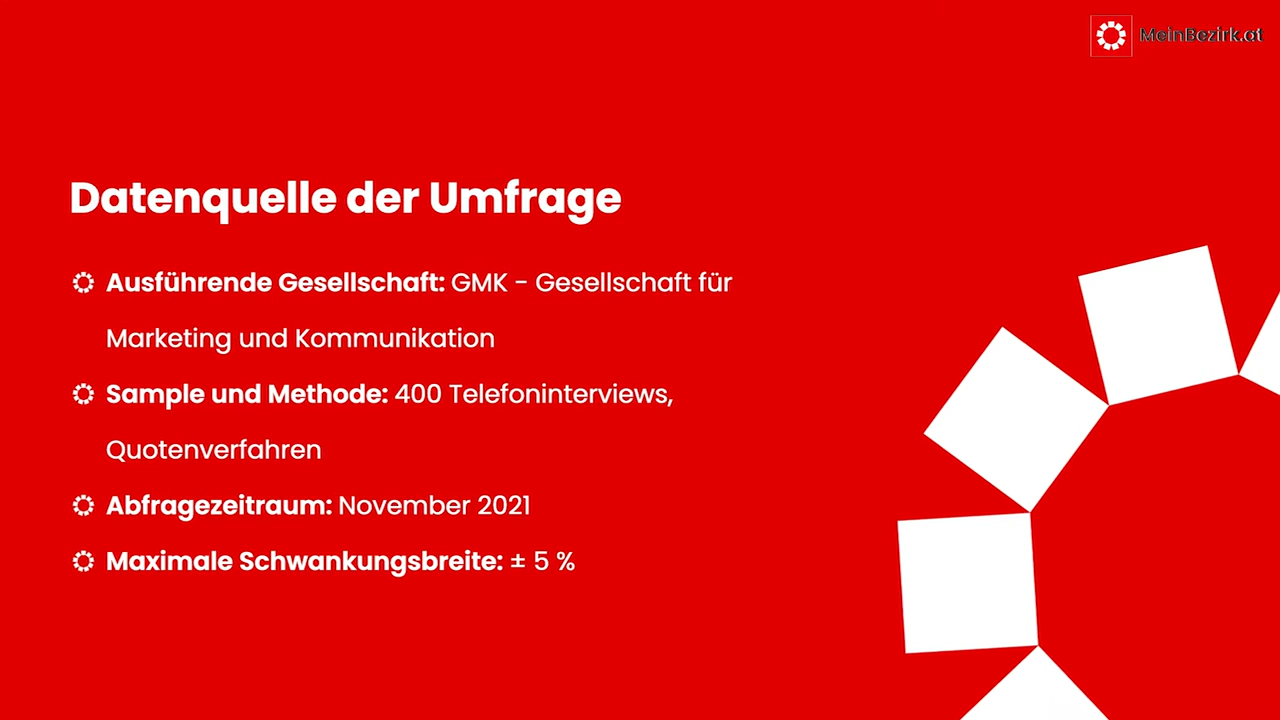 MeinBezirk.at
Datenquelle der Umfrage
Ausführende Gesellschaft: GMK - Gesellschaft für
Marketing und Kommunikation
Sample und Methode: 400 Telefoninterviews,
Quotenverfahren
Abfragezeitraum: November 2021
Maximale Schwankungsbreite: ± 5 %